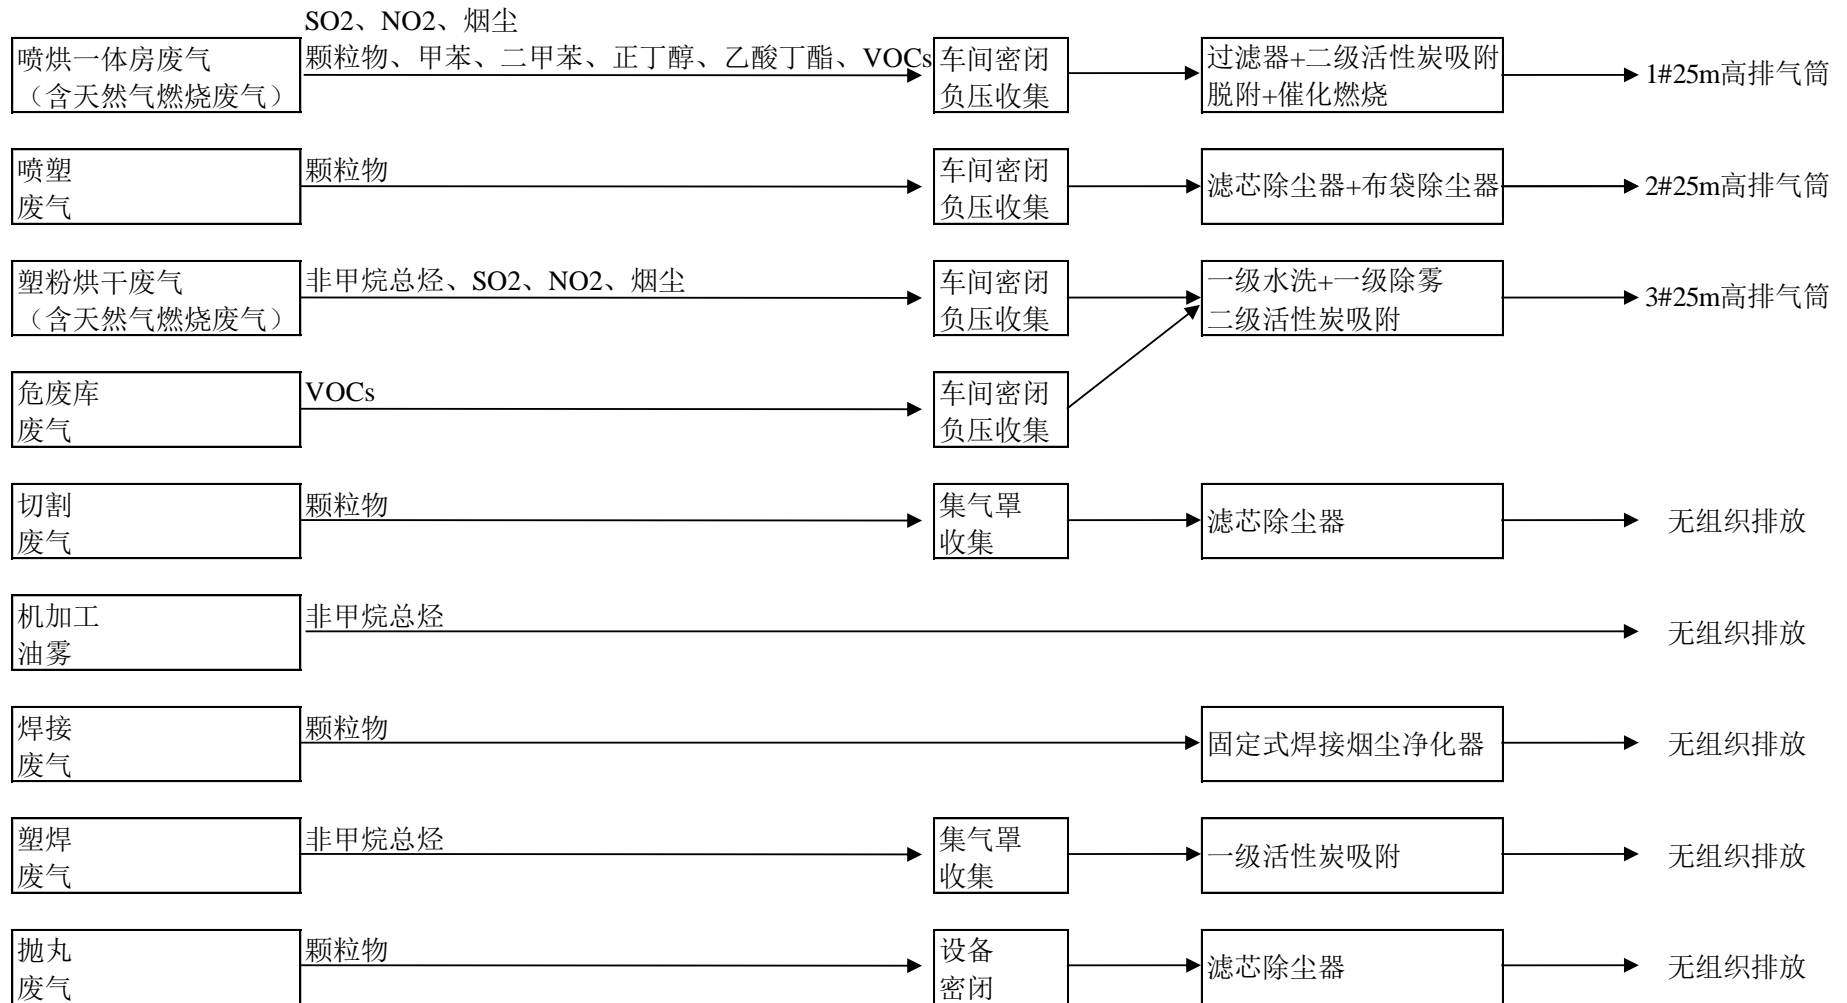 SO2、NO2、烟尘
喷烘一体房废气
（含天然气燃烧废气）
颗粒物、甲苯、二甲苯、正丁醇、乙酸丁酯、VOCs
车间密闭
负压收集
过滤器+二级活性炭吸附
脱附+催化燃烧
1#25m高排气筒
喷塑
废气
颗粒物
车间密闭
负压收集
滤芯除尘器+布袋除尘器
2#25m高排气筒
塑粉烘干废气
（含天然气燃烧废气）
非甲烷总烃、SO2、NO2、烟尘
车间密闭
负压收集
一级水洗+一级除雾
二级活性炭吸附
3#25m高排气筒
危废库
废气
VOCs
车间密闭
负压收集
切割
废气
颗粒物
集气罩
收集
滤芯除尘器
无组织排放
机加工
油雾
非甲烷总烃
无组织排放
焊接
废气
颗粒物
固定式焊接烟尘净化器
无组织排放
塑焊
废气
非甲烷总烃
集气罩
收集
一级活性炭吸附
无组织排放
抛丸
废气
颗粒物
设备
密闭
滤芯除尘器
无组织排放